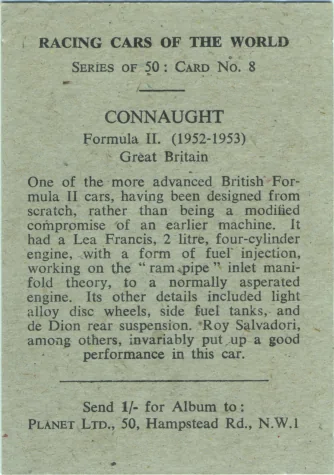 RACING CARS OF THE WORLD
SERIES OF 50: CARD NO. 8
CONNAUGHT
Formula II. (1952-1953)
Great Britain
One of the more advanced British For-
mula II cars, having been designed from
scratch, rather than being a modified
compromise of an earlier machine. It
had a Lea Francis, 2 litre, four-cylinder
engine, with a form of fuel injection,
working on the "ram pipe" inlet mani-
fold theory, to a normally asperated
engine. Its other details included light
alloy disc wheels, side fuel tanks, and
de Dion rear suspension. Roy Salvadori,
among others, invariably put up a good
performance in this car.
Send 1/- for Album to:
PLANET LTD., 50, Hampstead Rd., N.W.1